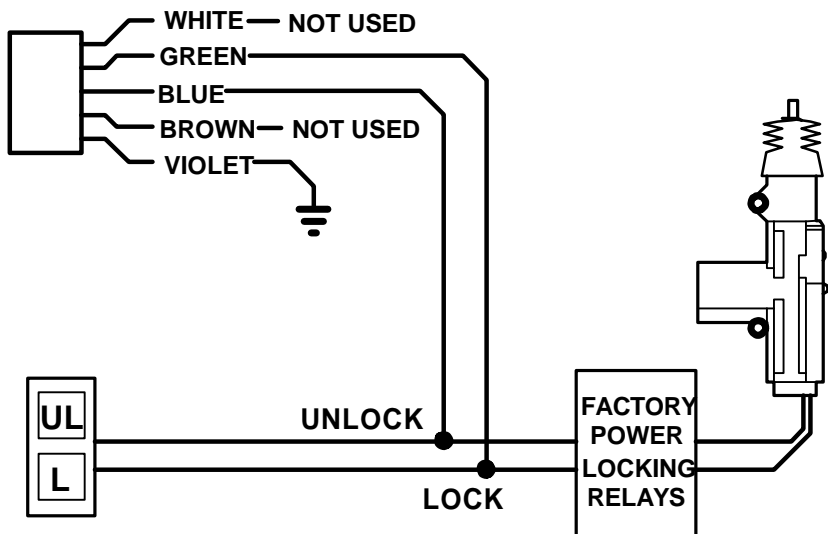 WHITE NOT USED
GREEN
BLUE
BROWN NOT USED
VIOLET
UL
L
UNLOCK
LOCK
FACTORY
POWER
LOCKING
RELAYS